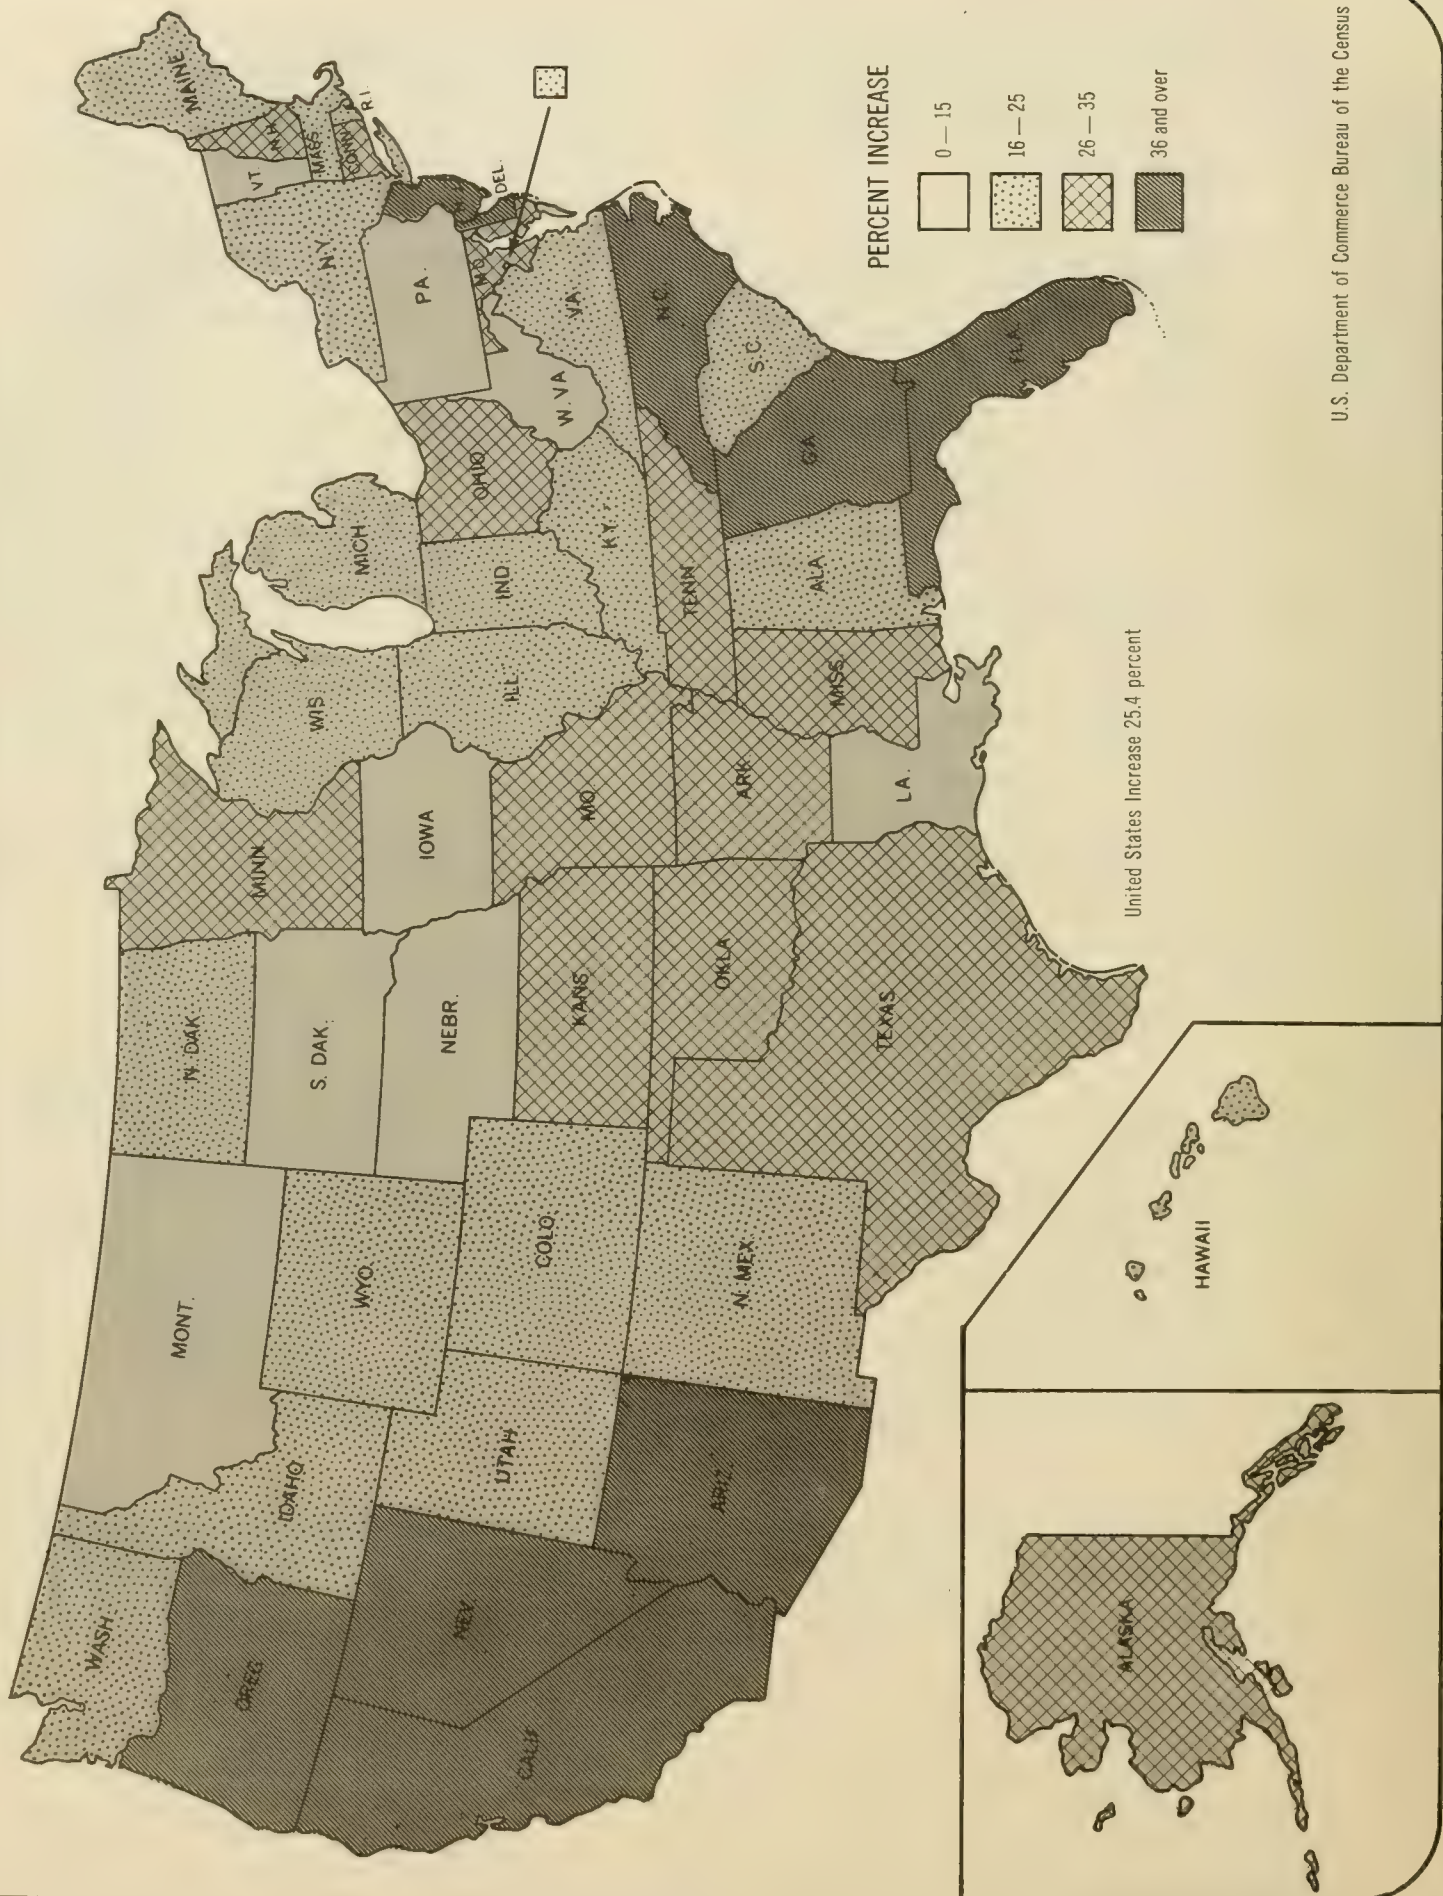 WASH
OREG
CALIF
NEV.
IDAHO
MONT.
WYO
UTAH
ARIZ.
COLO
N. MEX
N. DAK
S. DAK.
NEBR.
KANS
OKLA
TEXAS
MINN
IOWA
MO
ARK
LA.
WIS
ILL
MICH
IND
OHIO
KY.
TENN
MISS.
ALA
GA
FLA.
S.C.
N.C.
VA
W. VA
PA
N.Y.
VT.
N.H.
MAINE
MASS
CONN
R.I.
DEL.
MD
ALASKA
HAWAII
United States Increase 25.4 percent
PERCENT INCREASE
0 – 15
16 – 25
26 – 35
36 and over
U.S. Department of Commerce Bureau of the Census